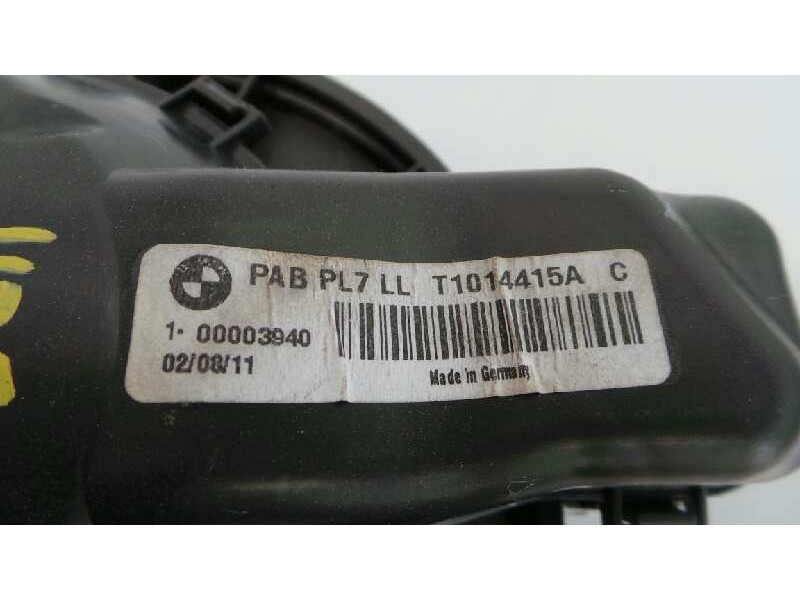 PAB PL7 LL T1014415A C
1· 00003940
02/08/11
Made in Germany